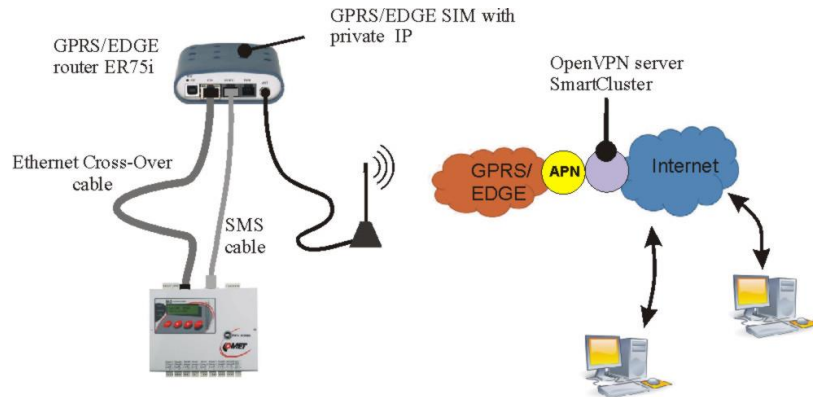 GPRS/EDGE SIM with
private IP
GPRS/EDGE
router ER75i
OpenVPN server
SmartCluster
Ethernet Cross-Over
cable
SMS
cable
GPRS/
EDGE
APN
Internet
COMET